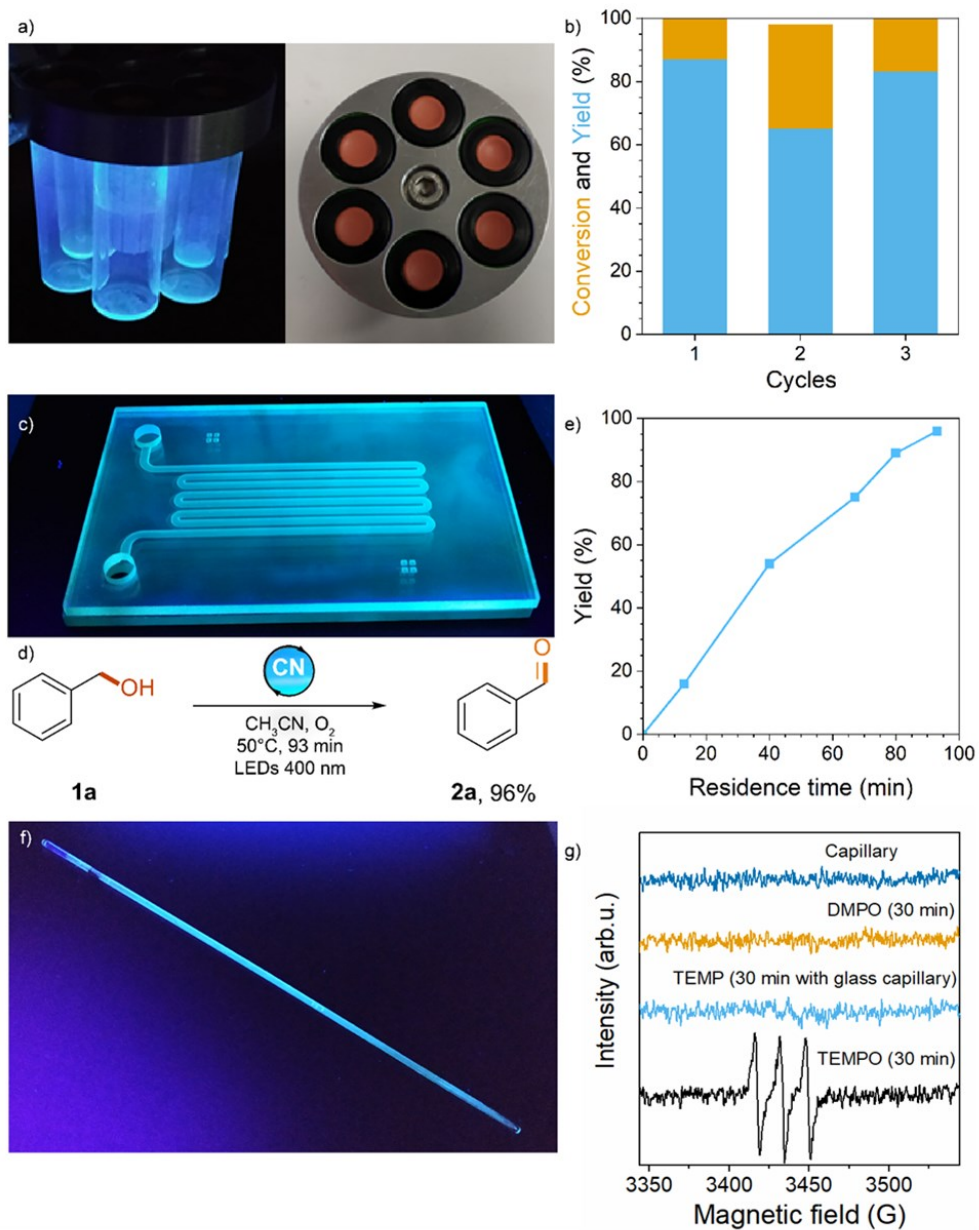 a)
b)
Conversion and Yield (%)
100
80
60
40
20
0
1
2
3
Cycles
c)
d)
OH
CN
CH₃CN, O₂
50°C, 93 min
LEDs 400 nm
O
1a
2a, 96%
e)
Yield (%)
100
80
60
40
20
0
0
20
40
60
80
100
Residence time (min)
f)
g)
Intensity (arb.u.)
Capillary
DMPO (30 min)
TEMP (30 min with glass capillary)
TEMPO (30 min)
3350
3400
3450
3500
Magnetic field (G)